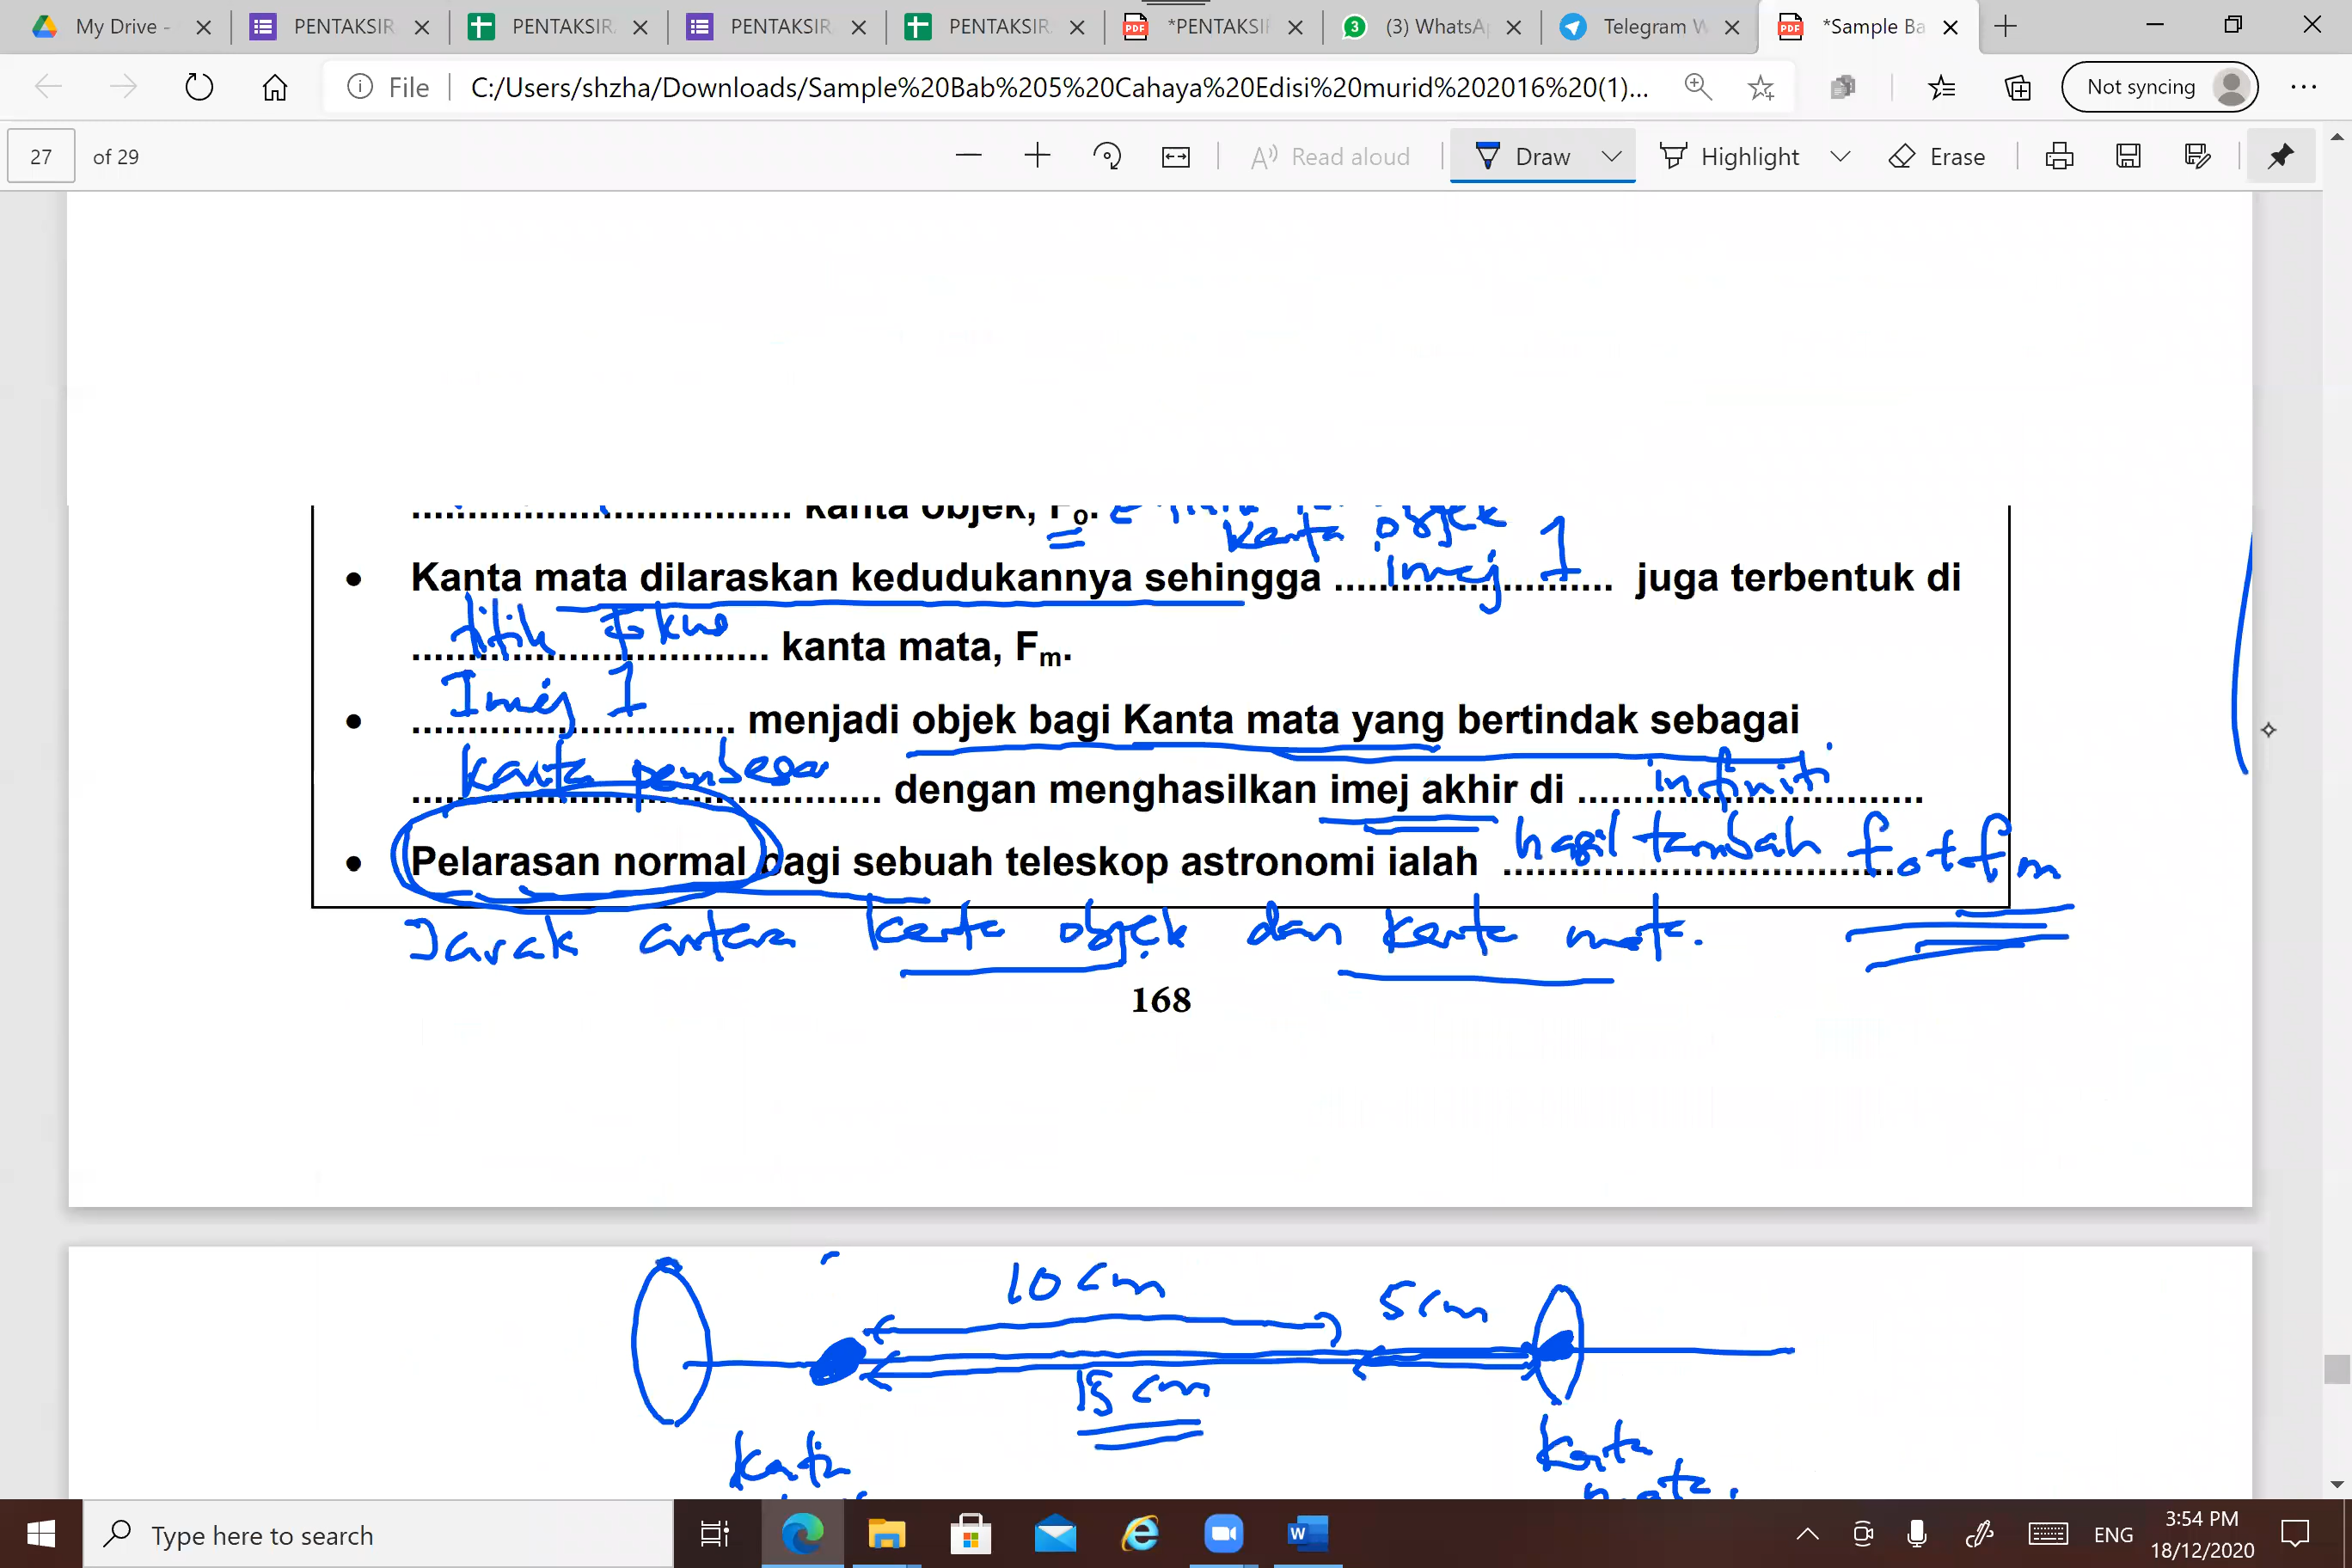 My Drive -
PENTAKSIR
PENTAKSIR
PENTAKSIR
PENTAKSIR
*PENTAKSI
(3) WhatsA
Telegram W
*Sample Ba
File
C:/Users/shzha/Downloads/Sample%20Bab%205%20Cahaya%20Edisi%20murid%202016%20(1)...
Not syncing
27 of 29
Read aloud
Draw
Highlight
Erase
.................................. kanta objek, Fo.
kanta objek
• Kanta mata dilaraskan kedudukannya sehingga imej 1 juga terbentuk di
titik fokus kanta mata, Fm.
• Imej 1 menjadi objek bagi Kanta mata yang bertindak sebagai
kanta pembesar dengan menghasilkan imej akhir di infiniti
• Pelarasan normal bagi sebuah teleskop astronomi ialah hasil tambah fo+fm
Jarak antara kanta objek dan kanta mata.
168
10 cm
5 cm
15 cm
Kanta
Kanta
mata.
Type here to search
ENG
3:54 PM
18/12/2020